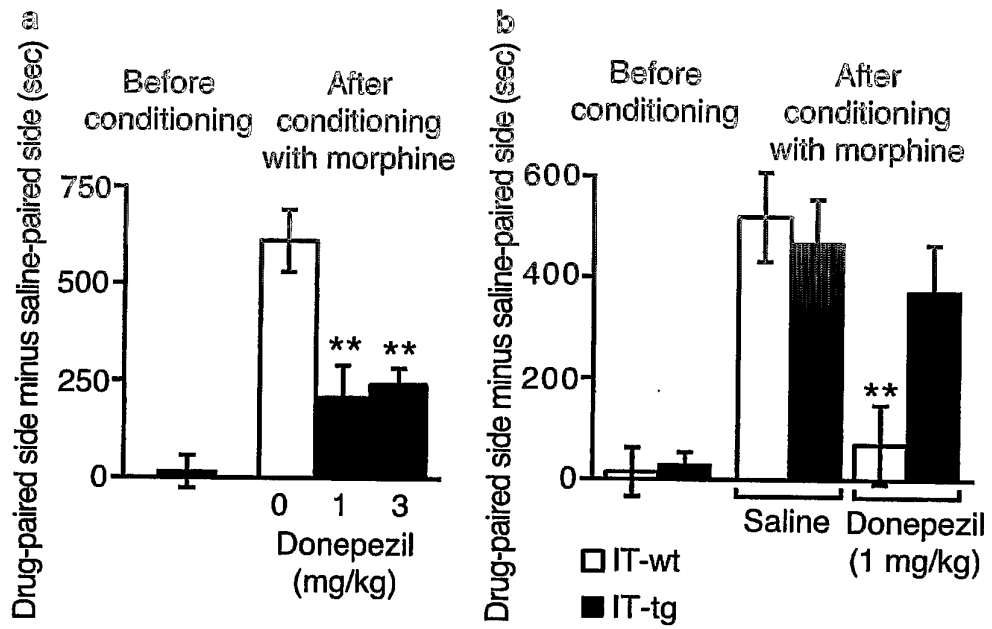 a
Drug-paired side minus saline-paired side (sec)
Before
conditioning
After
conditioning
with morphine
750
500
250
0
** **
0 1 3
Donepezil
(mg/kg)
b
Drug-paired side minus saline-paired side (sec)
Before
conditioning
After
conditioning
with morphine
600
400
200
0
**
Saline Donepezil
(1 mg/kg)
IT-wt
IT-tg